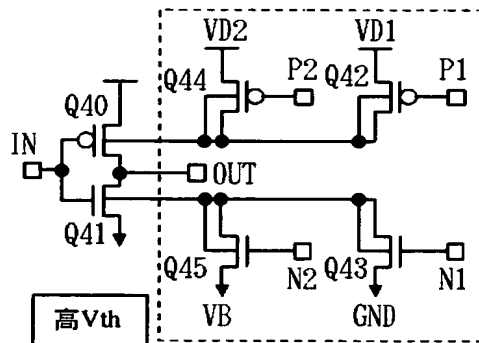 VD2 VD1
Q44 P2 Q42 P1
Q40
IN
OUT
Q41
Q45 N2 Q43 N1
VB GND
高Vth